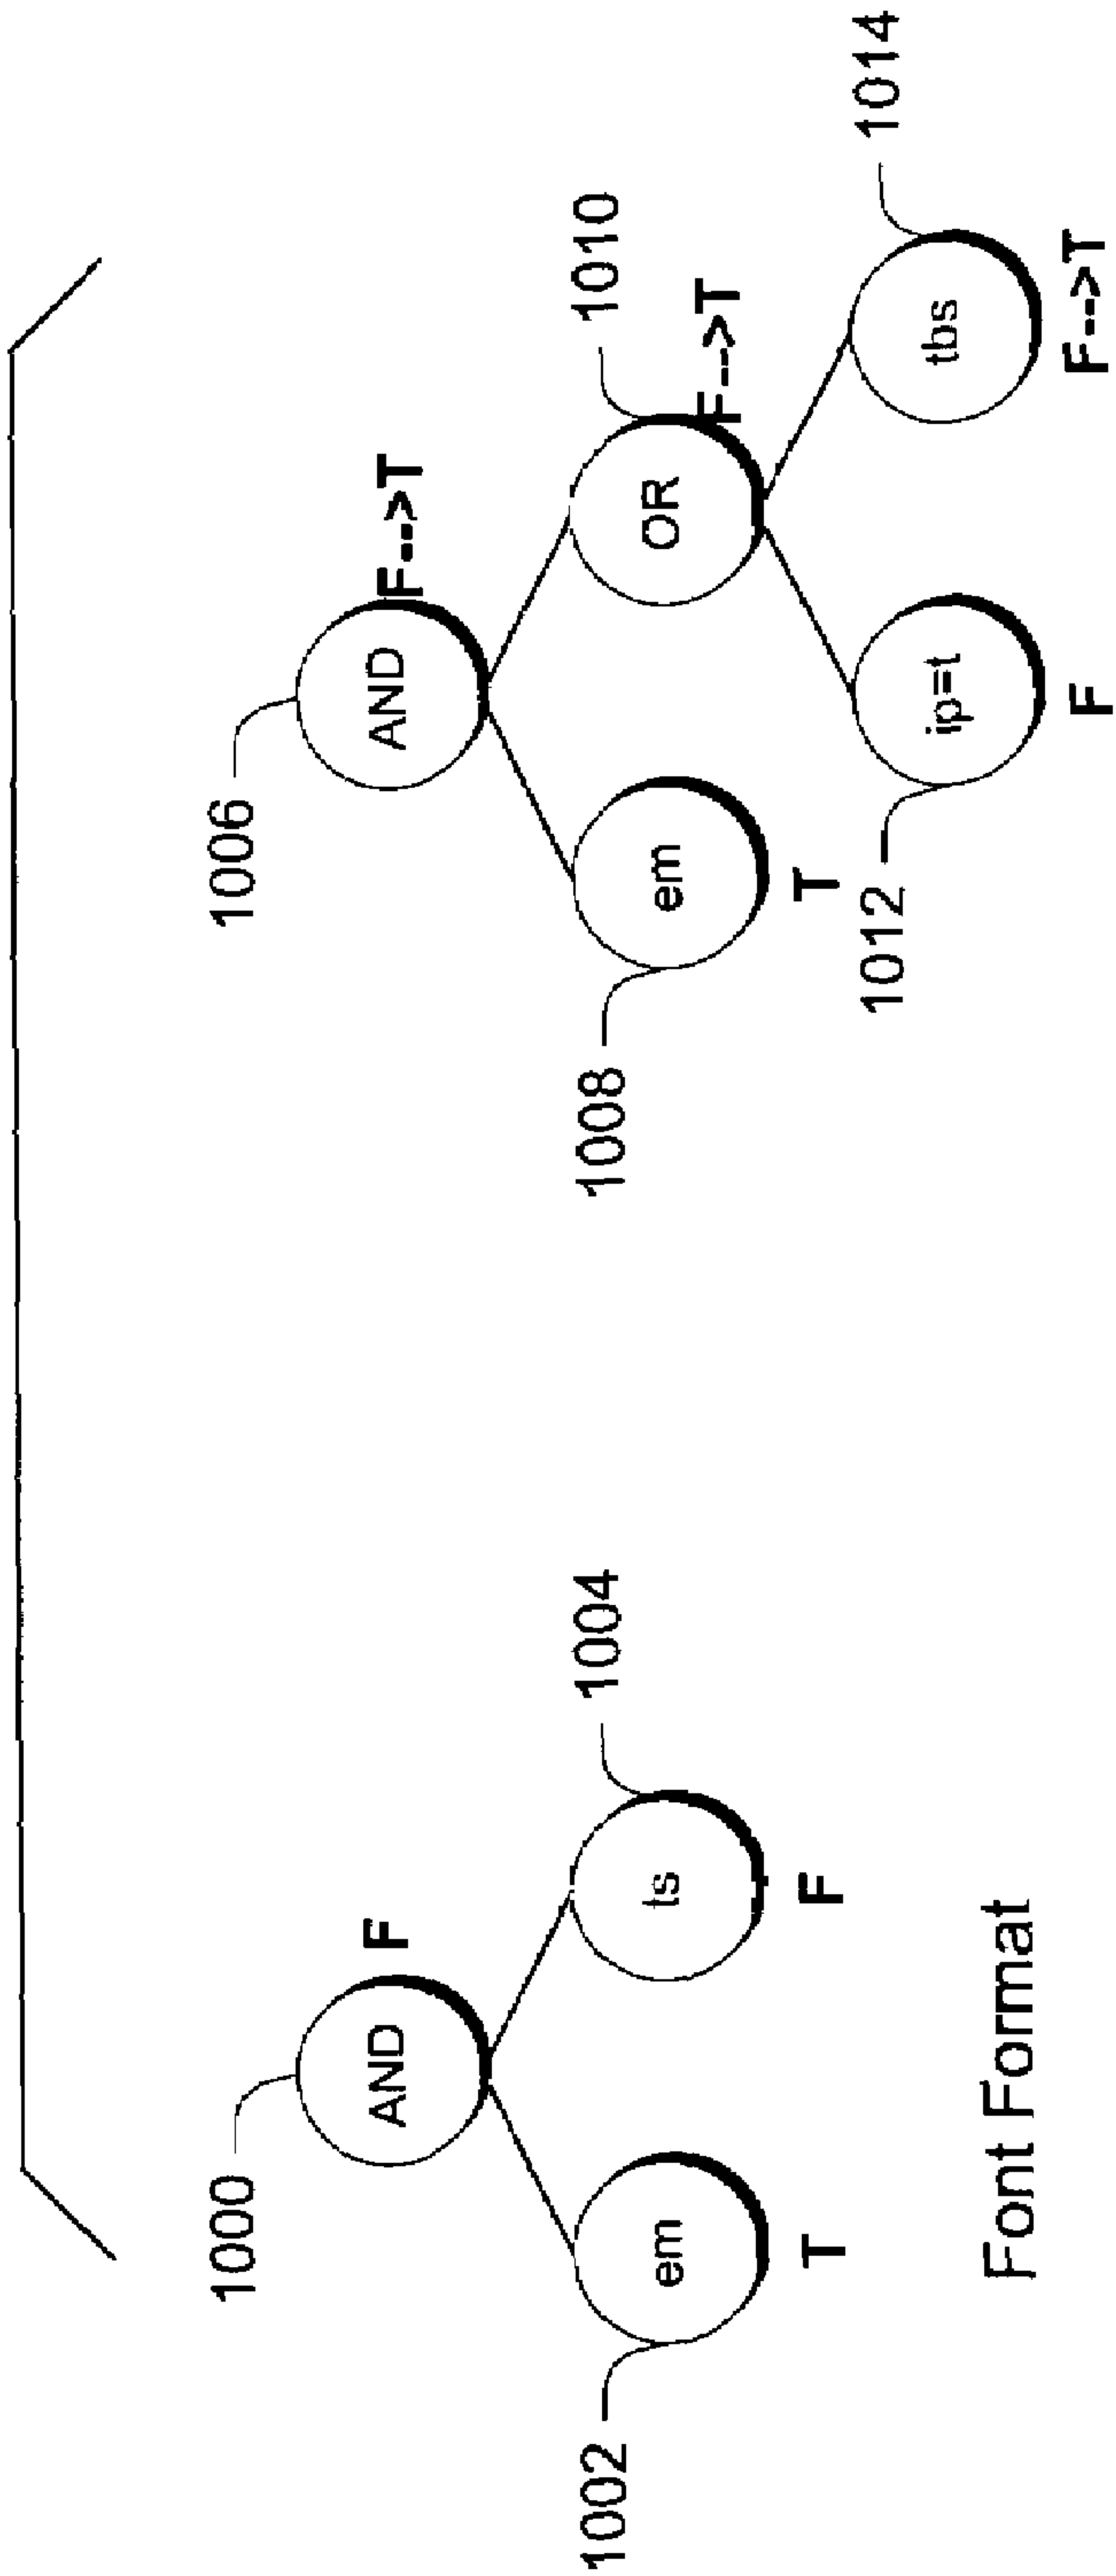 1000
AND
F
1006
AND
F-->T
1002
em
T
ts
F
1004
1008
em
T
OR
F-->T
1010
1012
ip=t
F
tbs
F-->T
1014
Font Format